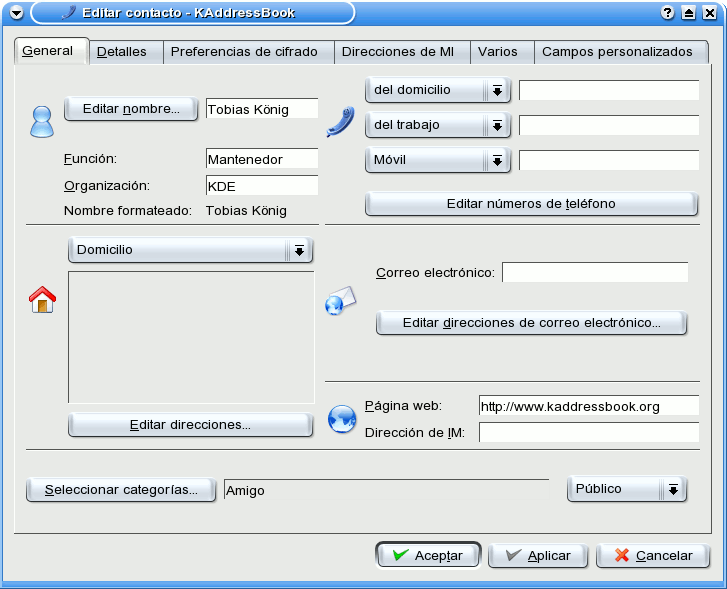 Editar contacto - KAddressBook
General Detalles Preferencias de cifrado Direcciones de MI Varios Campos personalizados
Editar nombre... Tobias König
Función: Mantenedor
Organización: KDE
Nombre formateado: Tobias König
del domicilio
del trabajo
Móvil
Editar números de teléfono
Domicilio
Editar direcciones...
Correo electrónico:
Editar direcciones de correo electrónico...
Página web: http://www.kaddressbook.org
Dirección de IM:
Seleccionar categorías... Amigo Público
Aceptar Aplicar Cancelar